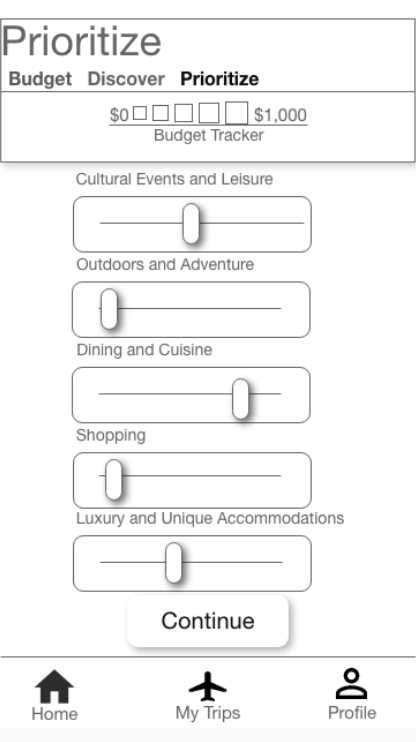 Prioritize
Budget Discover Prioritize
$0 $1,000
Budget Tracker
Cultural Events and Leisure
Outdoors and Adventure
Dining and Cuisine
Shopping
Luxury and Unique Accommodations
Continue
Home My Trips Profile